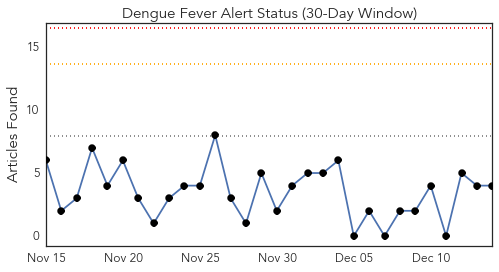 Dengue Fever Alert Status (30-Day Window)
Articles Found
15
10
5
0
Nov 15
Nov 20
Nov 25
Nov 30
Dec 05
Dec 10